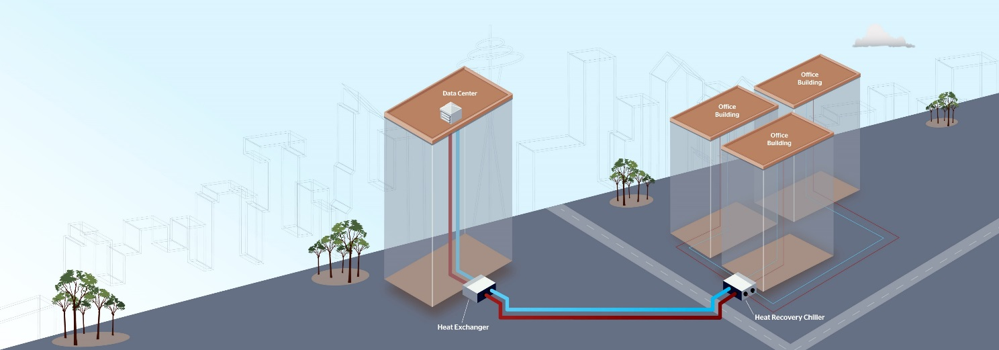 Data Center
Office
Building
Office
Building
Office
Building
Heat Exchanger
Heat Recovery Chiller